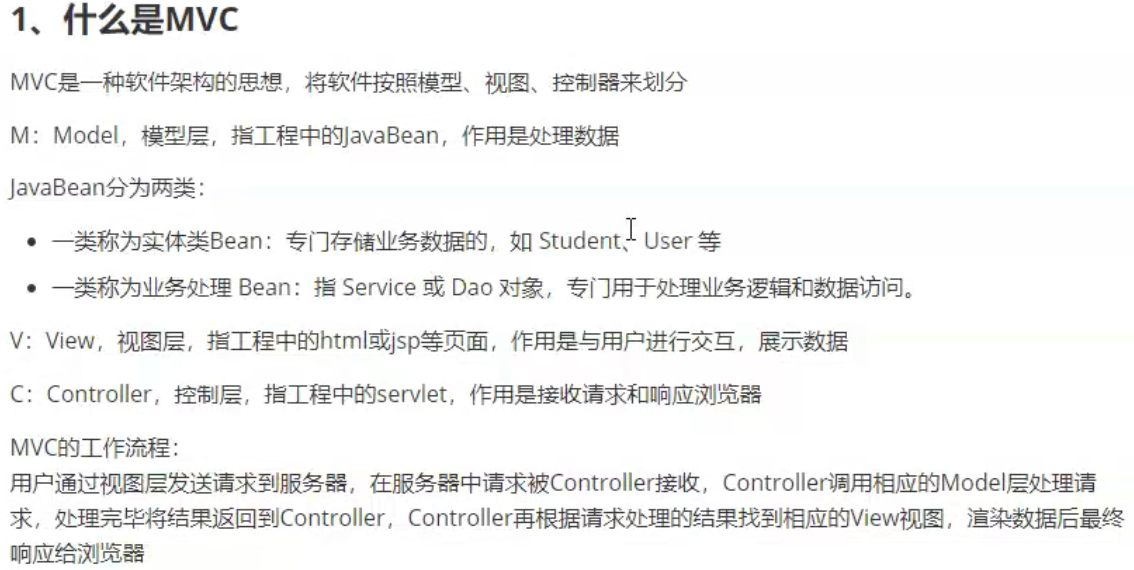 1、什么是MVC
MVC是一种软件架构的思想，将软件按照模型、视图、控制器来划分
M：Model，模型层，指工程中的JavaBean，作用是处理数据
JavaBean分为两类：
• 一类称为实体类Bean：专门存储业务数据的，如 Student、User 等
• 一类称为业务处理 Bean：指 Service 或 Dao 对象，专门用于处理业务逻辑和数据访问。
V：View，视图层，指工程中的html或jsp等页面，作用是与用户进行交互，展示数据
C：Controller，控制层，指工程中的servlet，作用是接收请求和响应浏览器
MVC的工作流程：
用户通过视图层发送请求到服务器，在服务器中请求被Controller接收，Controller调用相应的Model层处理请
求，处理完毕将结果返回到Controller，Controller再根据请求处理的结果找到相应的View视图，渲染数据后最终
响应给浏览器